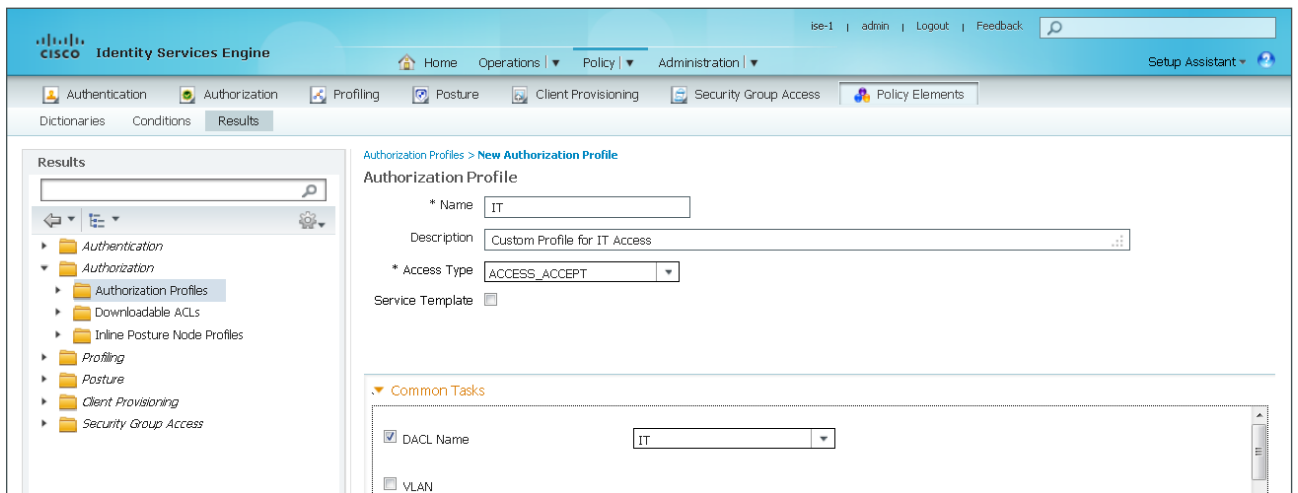 ise-1 | admin | Logout | Feedback
CISCO Identity Services Engine
Home Operations | Policy | Administration |
Setup Assistant
Authentication Authorization Profiling Posture Client Provisioning Security Group Access Policy Elements
Dictionaries Conditions Results
Results
Authentication
Authorization
Authorization Profiles
Downloadable ACLs
Inline Posture Node Profiles
Profiling
Posture
Client Provisioning
Security Group Access
Authorization Profiles > New Authorization Profile
Authorization Profile
* Name IT
Description Custom Profile for IT Access
* Access Type ACCESS_ACCEPT
Service Template
Common Tasks
DACL Name IT
VLAN